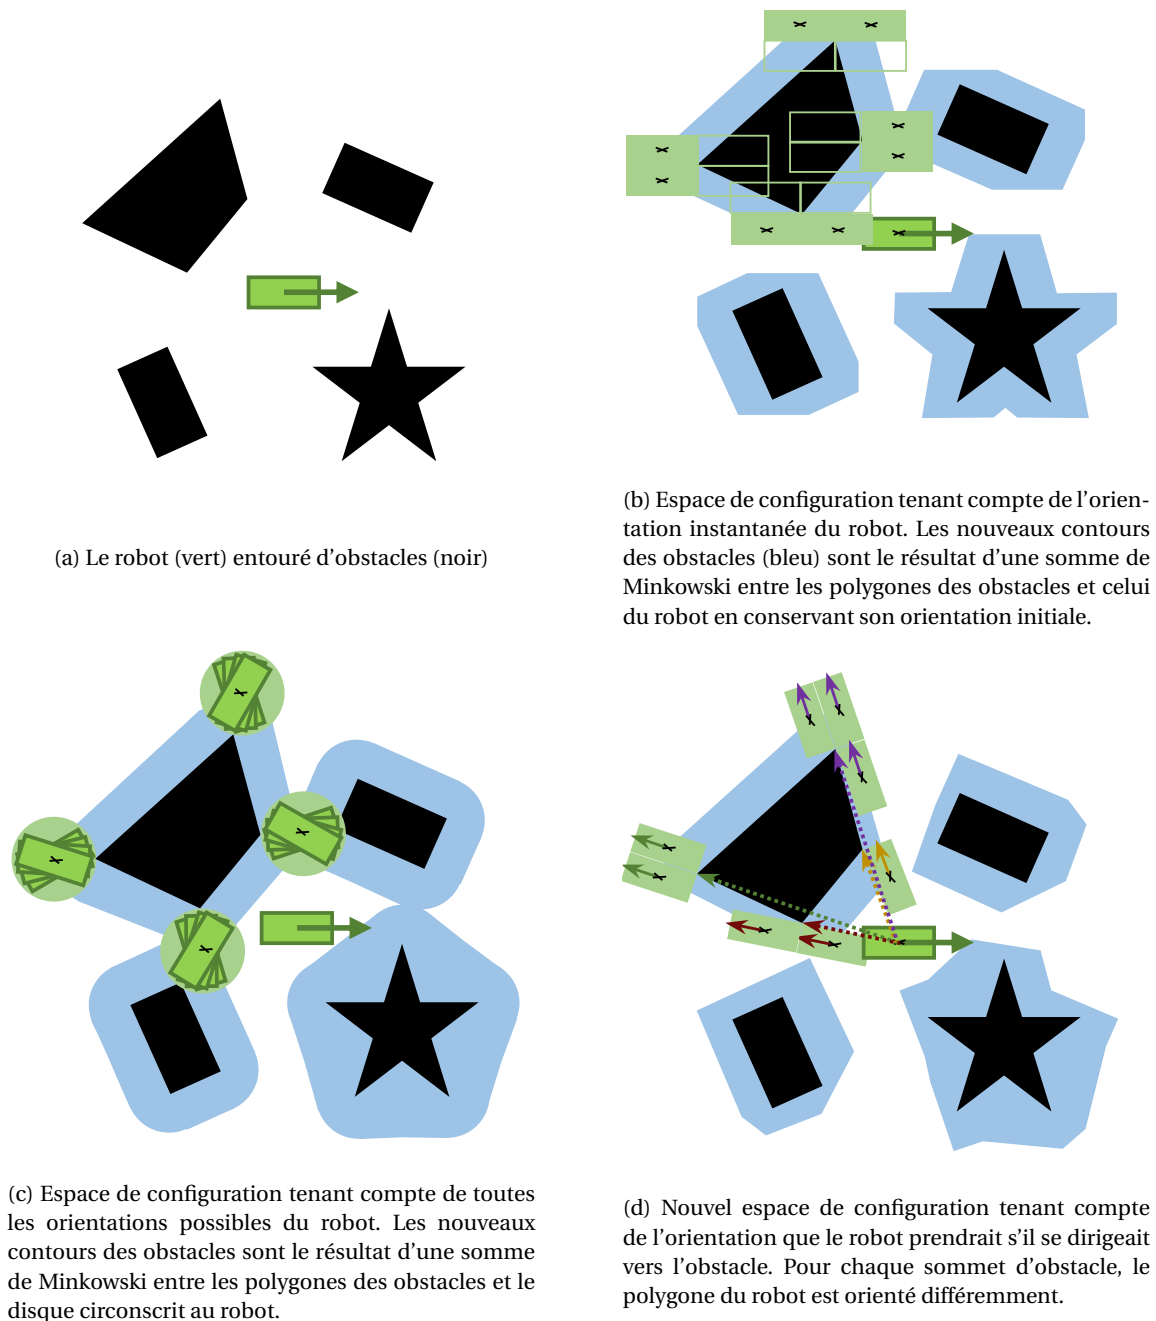 (a) Le robot (vert) entouré d'obstacles (noir)
(b) Espace de configuration tenant compte de l'orien-
tation instantanée du robot. Les nouveaux contours
des obstacles (bleu) sont le résultat d'une somme de
Minkowski entre les polygones des obstacles et celui
du robot en conservant son orientation initiale.
(c) Espace de configuration tenant compte de toutes
les orientations possibles du robot. Les nouveaux
contours des obstacles sont le résultat d'une somme
de Minkowski entre les polygones des obstacles et le
disque circonscrit au robot.
(d) Nouvel espace de configuration tenant compte
de l'orientation que le robot prendrait s'il se dirigeait
vers l'obstacle. Pour chaque sommet d'obstacle, le
polygone du robot est orienté différemment.